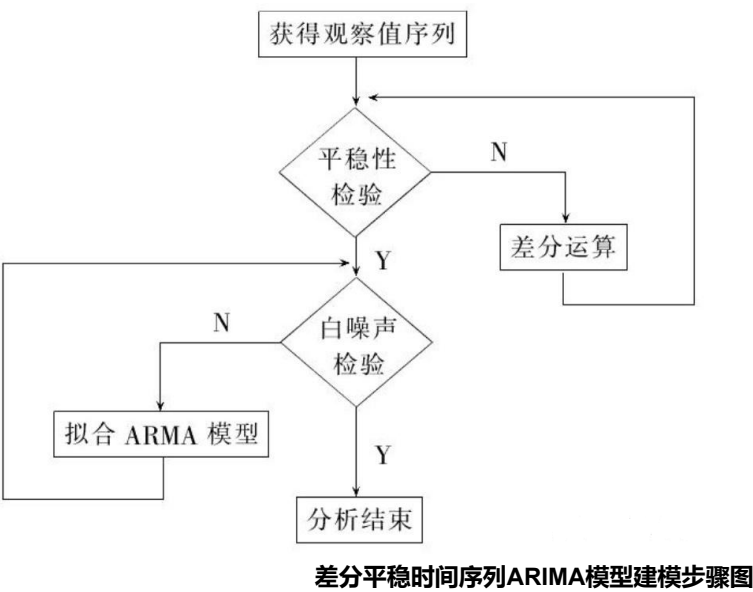 获得观察值序列
平稳性
检验
N
差分运算
Y
白噪声
检验
N
拟合 ARMA 模型
Y
分析结束
差分平稳时间序列ARIMA模型建模步骤图